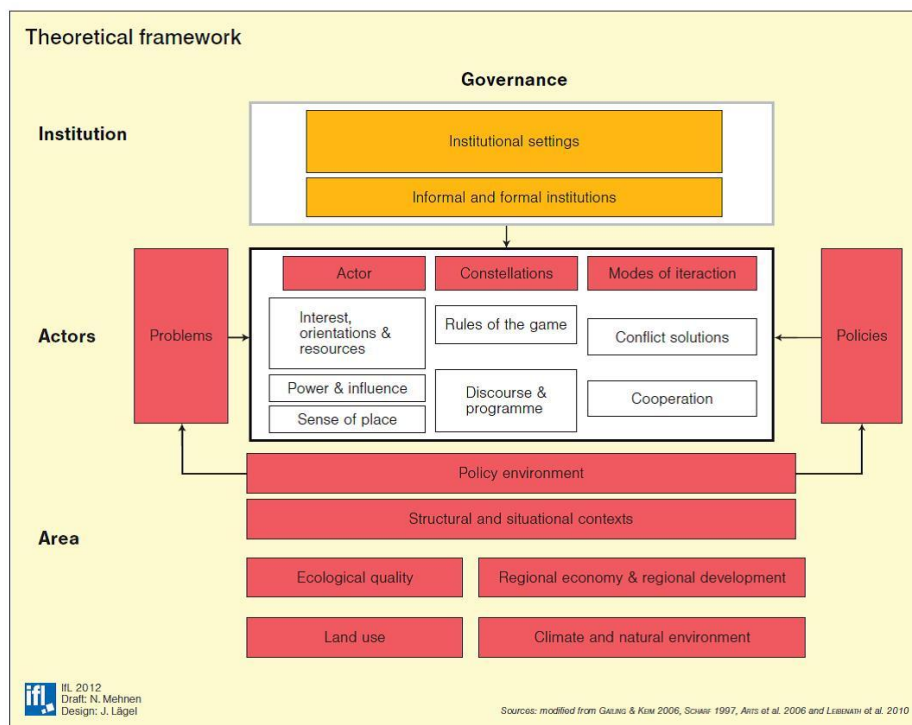 Theoretical framework
Governance
Institution
Institutional settings
Informal and formal institutions
Actors
Problems
Actor
Constellations
Modes of iteraction
Interest,
orientations &
resources
Rules of the game
Conflict solutions
Power & influence
Discourse &
programme
Cooperation
Sense of place
Policies
Policy environment
Structural and situational contexts
Area
Ecological quality
Regional economy & regional development
Land use
Climate and natural environment
ifl
IfL 2012
Draft: N. Mehnen
Design: J. Lägel
Sources: modified from GAILING & KEIM 2006, SCHARF 1997, ARTS et al. 2006 and LEIBENATH et al. 2010